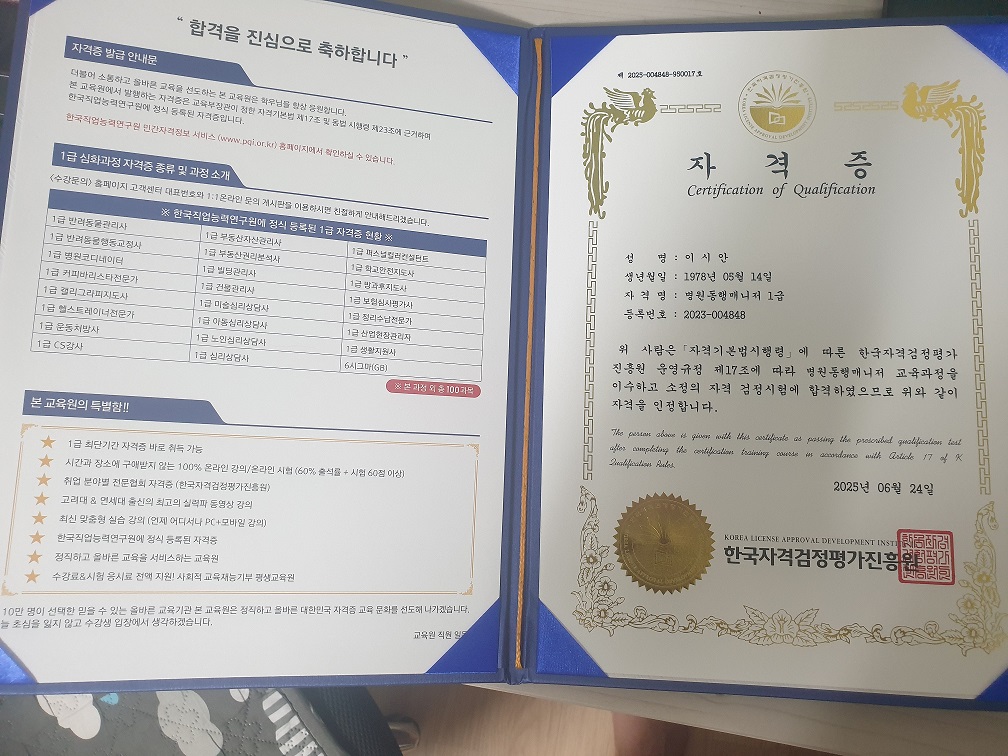 “ 합격을 진심으로 축하합니다 ”
자격증 발급 안내문
더불어 소통하고 올바른 교육을 선도하는 본 교육원은 학우님을 항상 응원합니다.
본 교육원에서 발행하는 자격증은 교육부장관이 정한 자격기본법 제17조 및 동법 시행령 제23조에 근거하여
한국직업능력연구원에 정식 등록된 자격증입니다.
한국직업능력연구원 민간자격정보 서비스 (www.pqi.or.kr) 홈페이지에서 확인하실 수 있습니다.
1급 심화과정 자격증 종류 및 과정 소개
<수강문의> 홈페이지 고객센터 대표번호와 1:1온라인 문의 게시판을 이용하시면 친절하게 안내해드리겠습니다.
※ 한국직업능력연구원에 정식 등록된 1급 자격증 현황 ※
1급 반려동물관리사 1급 부동산자산관리사 1급 퍼스널컬러컨설턴트
1급 반려동물행동교정사 1급 부동산권리분석사 1급 학교안전지도사
1급 병원코디네이터 1급 빌딩관리사 1급 방과후지도사
1급 커피바리스타전문가 1급 건물관리사 1급 보험심사평가사
1급 캘리그라피지도사 1급 미술심리상담사 1급 정리수납전문가
1급 헬스트레이너전문가 1급 아동심리상담사 1급 산업현장관리자
1급 운동처방사 1급 노인심리상담사 1급 생활지원사
1급 CS강사 1급 심리상담사 6시그마(GB)
※ 본 과정 외 총 100과목
본 교육원의 특별함!!
1급 최단기간 자격증 바로 취득 가능
시간과 장소에 구애받지 않는 100% 온라인 강의/온라인 시험 (60% 출석률 + 시험 60점 이상)
취업 분야별 전문협회 자격증 (한국자격검정평가진흥원)
고려대 & 연세대 출신의 최고의 실력파 동영상 강의
최신 맞춤형 실습 강의 (언제 어디서나 PC+모바일 강의)
한국직업능력연구원에 정식 등록된 자격증
정직하고 올바른 교육을 서비스하는 교육원
수강료&시험 응시료 전액 지원! 사회적 교육재능기부 평생교육원
10만 명이 선택한 믿을 수 있는 올바른 교육기관 본 교육원은 정직하고 올바른 대한민국 자격증 교육 문화를 선도해 나가겠습니다.
늘 초심을 잃지 않고 수강생 입장에서 생각하겠습니다.
교육원 직원 일동
제 2025-004848-950017.호
자 격 증
Certification of Qualification
성 명 : 이 시 안
생년월일 : 1978년 05월 14일
자 격 명 : 병원동행매니저 1급
등록번호 : 2023-004848
위 사람은「자격기본법시행령」에 따른 한국자격검정평가
진흥원 운영규정 제17조에 따라 병원동행매니저 교육과정을
이수하고 소정의 자격 검정시험에 합격하였으므로 위와 같이
자격을 인정합니다.
The person above is given with this certificate as passing the prescribed qualification test
after completing the certification training course in accordance with Article 17 of K
Qualification Rules.
2025년 06월 24일
KOREA LICENSE APPROVAL DEVELOPMENT INSTI
한국자격검정평가진흥원